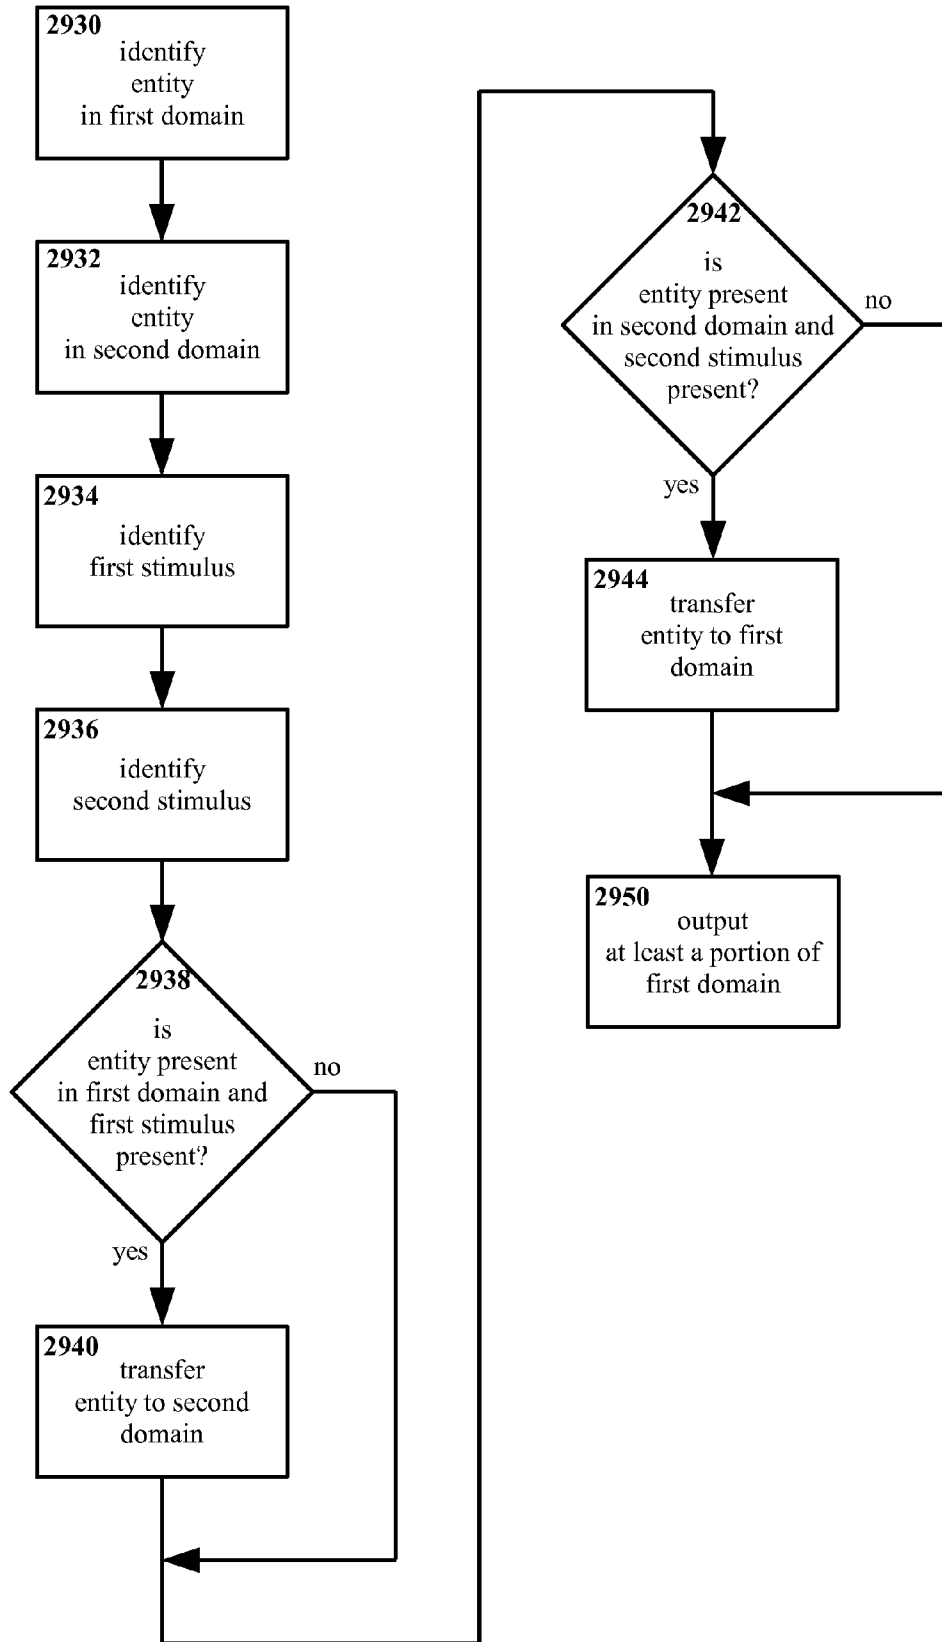 2930
identify
entity
in first domain
2932
identify
entity
in second domain
2934
identify
first stimulus
2936
identify
second stimulus
2938
is
entity present
in first domain and
first stimulus
present?
no
yes
2940
transfer
entity to second
domain
2942
is
entity present
in second domain and
second stimulus
present?
no
yes
2944
transfer
entity to first
domain
2950
output
at least a portion of
first domain